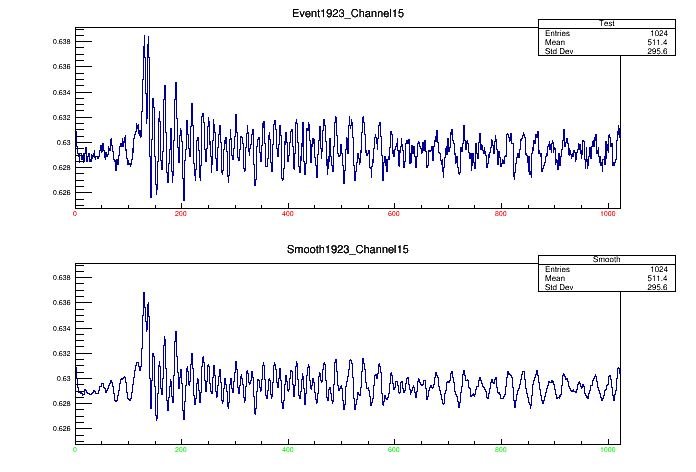 Event1923_Channel15
Test
Entries 1024
Mean 511.4
Std Dev 295.6
0.638
0.636
0.634
0.632
0.63
0.628
0.626
0 200 400 600 800 1000
Smooth1923_Channel15
Smooth
Entries 1024
Mean 511.4
Std Dev 295.6
0.638
0.636
0.634
0.632
0.63
0.628
0.626
0 200 400 600 800 1000